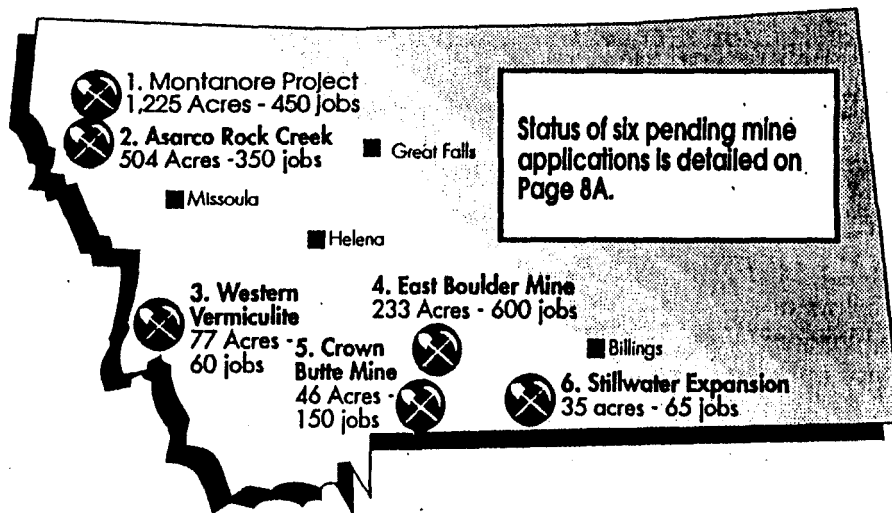 1. Montanore Project
1,225 Acres - 450 jobs
2. Asarco Rock Creek
504 Acres -350 jobs
Great Falls
Status of six pending mine
applications is detailed on
Page 8A.
Missoula
Helena
3. Western
Vermiculite
77 Acres -
60 jobs
4. East Boulder Mine
233 Acres - 600 jobs
5. Crown
Butte Mine
46 Acres -
150 jobs
Billings
6. Stillwater Expansion
35 acres - 65 jobs